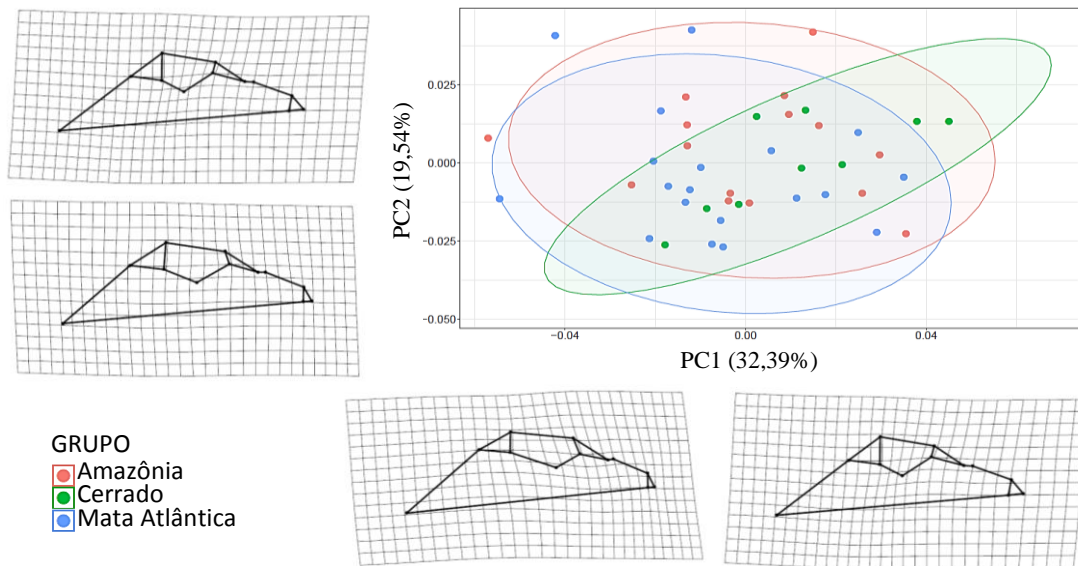 0.025
0.000
-0.025
-0.050
PC2 (19,54%)
-0.04
0.00
0.04
PC1 (32,39%)
GRUPO
Amazônia
Cerrado
Mata Atlântica